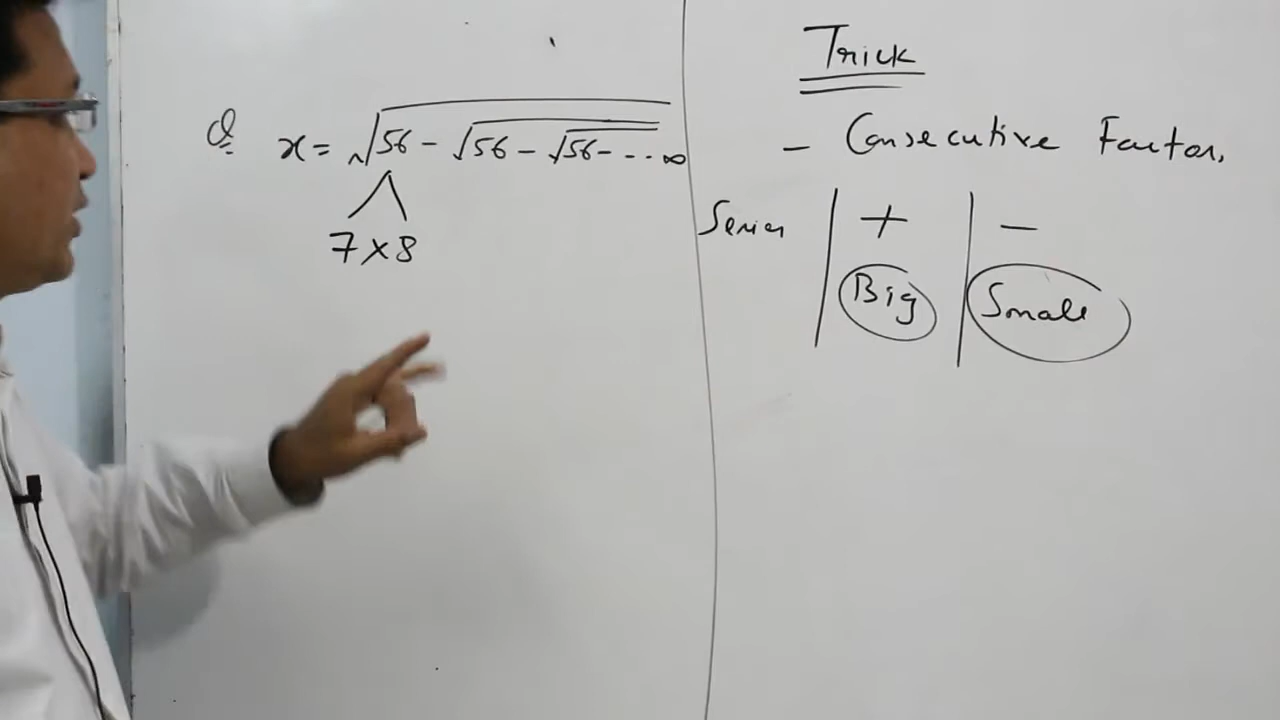 Q. x = √56 - √56 - √56 - - - ∞
7 x 8
Trick
- Consecutive Factor.
Series + -
Big Small